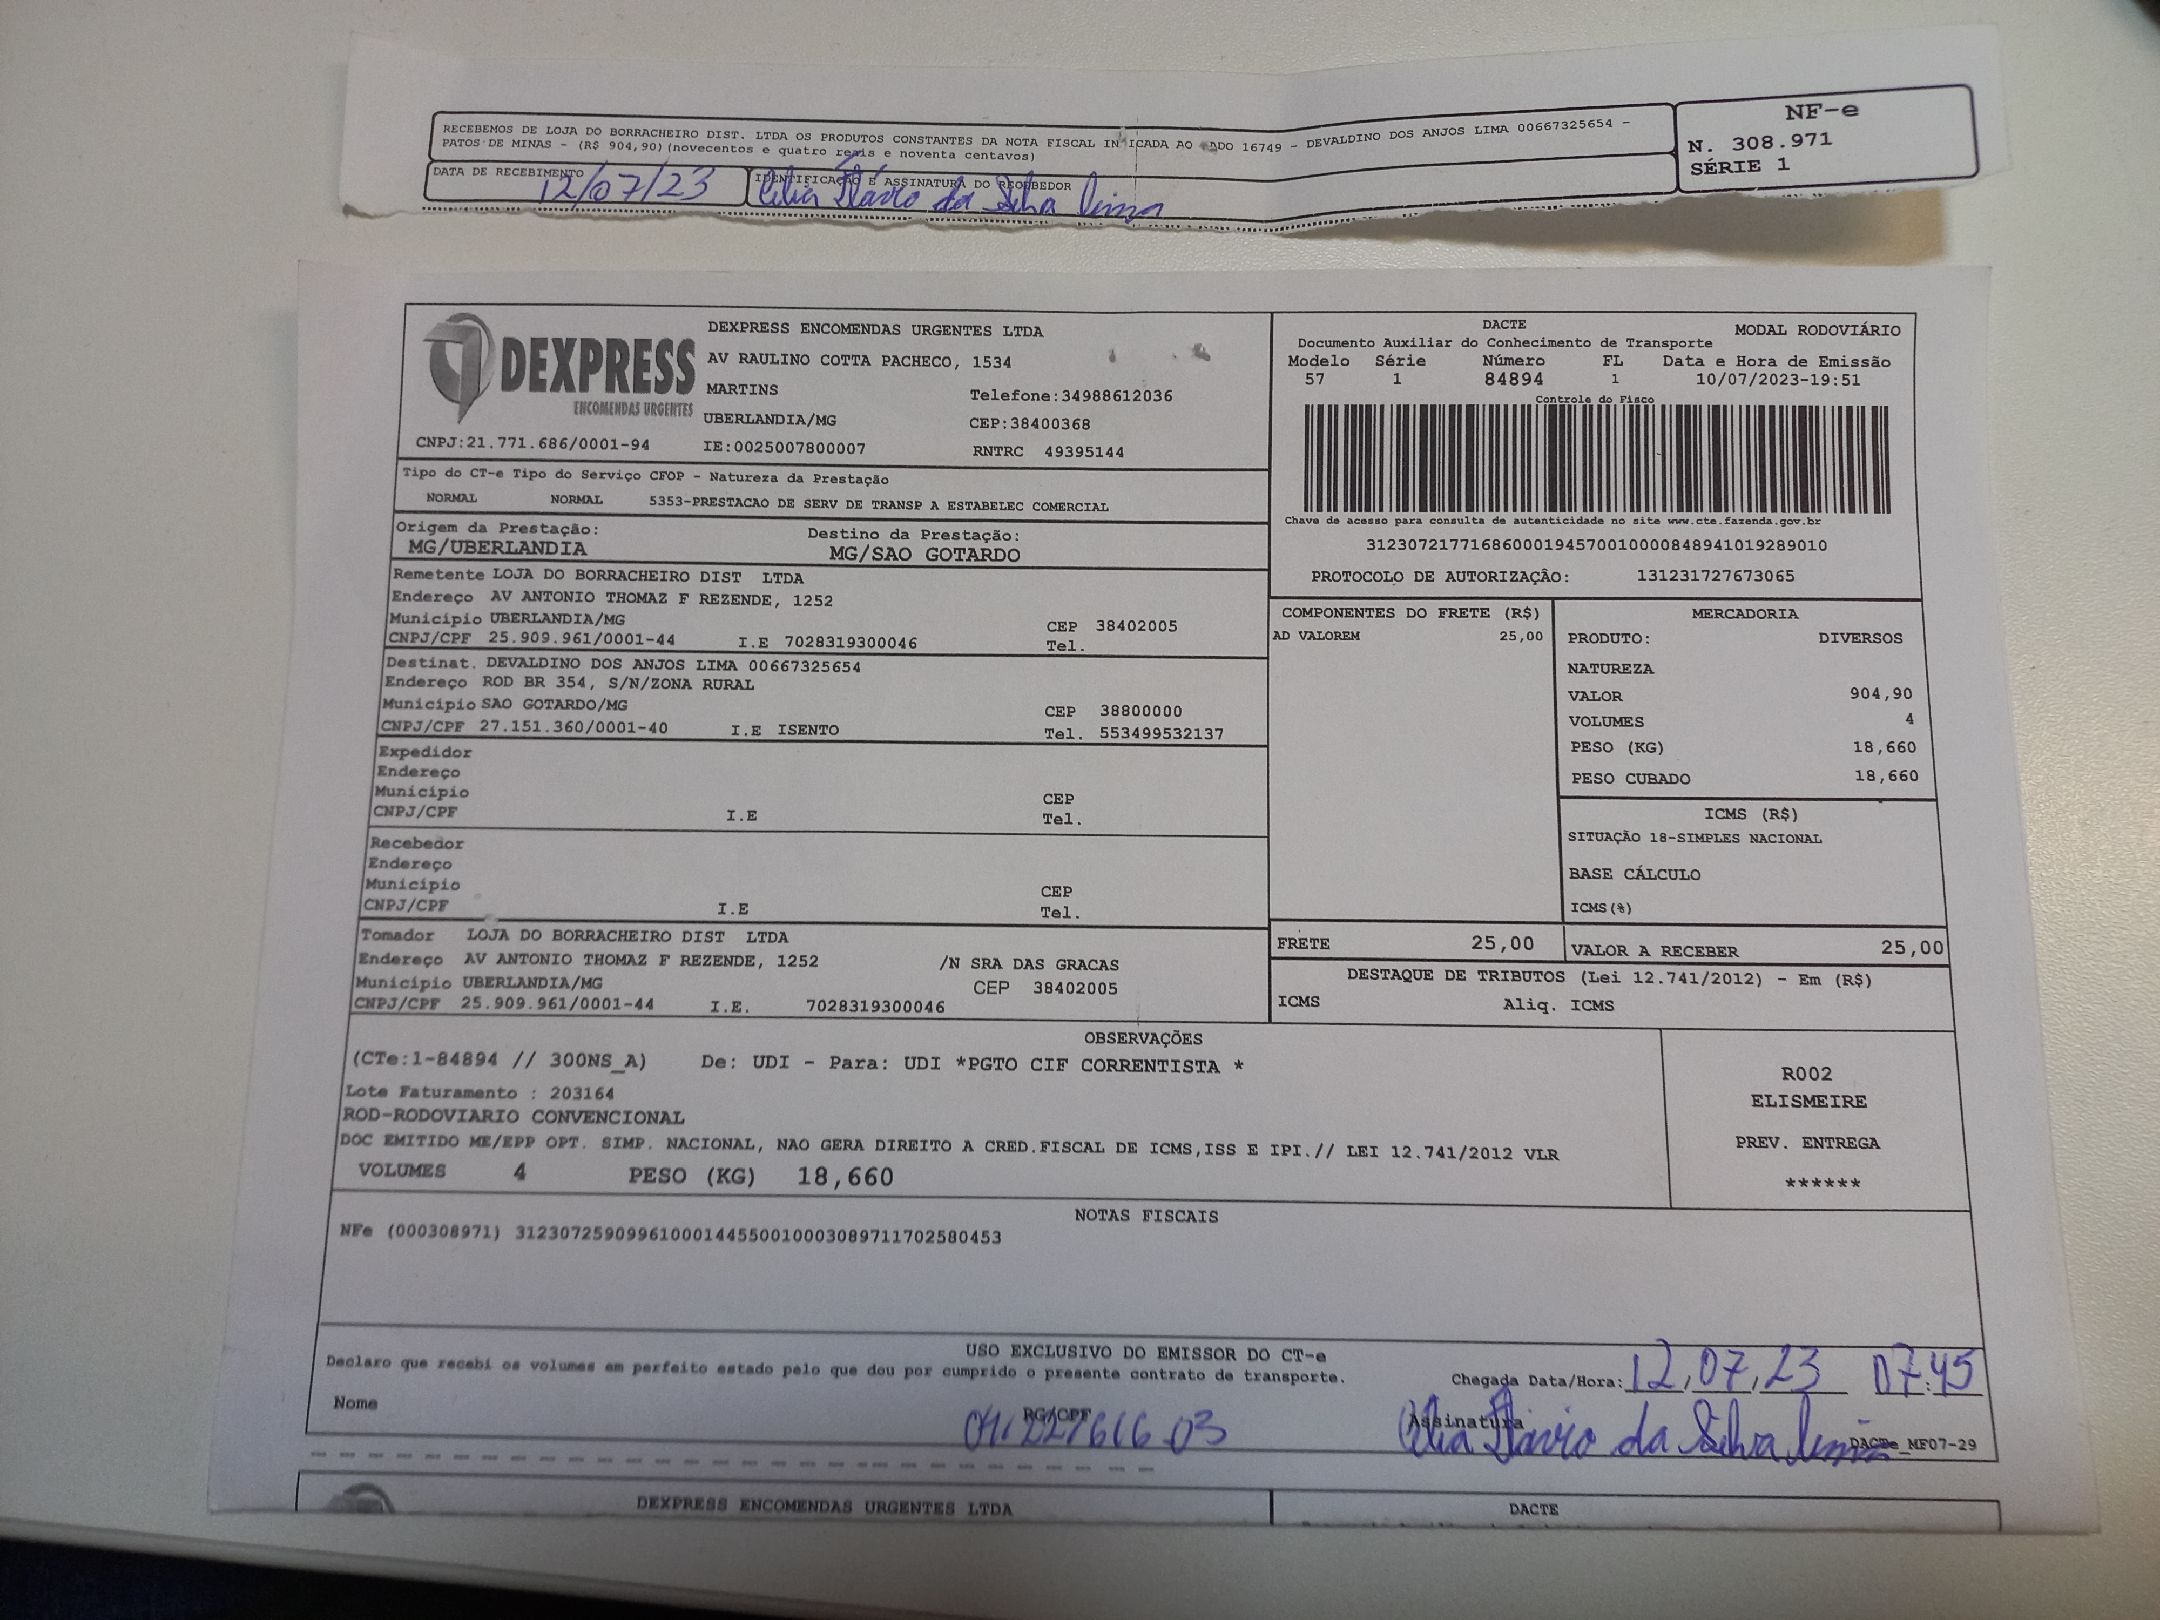 RECEBEMOS DE LOJA DO BORRACHEIRO DIST. LTDA OS PRODUTOS CONSTANTES DA NOTA FISCAL IN ICADA AO ADO 16749 - DEVALDINO DOS ANJOS LIMA 00667325654 -
PATOS DE MINAS - (R$ 904,90) (novecentos e quatro reais e noventa centavos)
NF-e
N. 308.971
SÉRIE 1
DATA DE RECEBIMENTO
12/07/23
IDENTIFICAÇÃO E ASSINATURA DO RECEBEDOR
da Silva
DEXPRESS
ENCOMENDAS URGENTES
DEXPRESS ENCOMENDAS URGENTES LTDA
AV RAULINO COTTA PACHECO, 1534
MARTINS Telefone:34988612036
UBERLANDIA/MG CEP:38400368
CNPJ:21.771.686/0001-94 IE:0025007800007 RNTRC 49395144
DACTE MODAL RODOVIÁRIO
Documento Auxiliar do Conhecimento de Transporte
Modelo Série Número FL Data e Hora de Emissão
57 1 84894 1 10/07/2023-19:51
Controle do Fisco
Chave de acesso para consulta de autenticidade no site www.cte.fazenda.gov.br
31230721771686000194570010000848941019289010
PROTOCOLO DE AUTORIZAÇÃO: 131231727673065
Tipo do CT-e Tipo do Serviço CFOP - Natureza da Prestação
NORMAL NORMAL 5353-PRESTACAO DE SERV DE TRANSP A ESTABELEC COMERCIAL
Origem da Prestação: Destino da Prestação:
MG/UBERLANDIA MG/SAO GOTARDO
Remetente LOJA DO BORRACHEIRO DIST LTDA
Endereço AV ANTONIO THOMAZ F REZENDE, 1252
Município UBERLANDIA/MG CEP 38402005
CNPJ/CPF 25.909.961/0001-44 I.E 7028319300046 Tel.
Destinat. DEVALDINO DOS ANJOS LIMA 00667325654
Endereço ROD BR 354, S/N/ZONA RURAL
Município SAO GOTARDO/MG CEP 38800000
CNPJ/CPF 27.151.360/0001-40 I.E ISENTO Tel. 553499532137
Expedidor
Endereço
Município CEP
CNPJ/CPF I.E Tel.
Recebedor
Endereço
Município CEP
CNPJ/CPF I.E Tel.
Tomador LOJA DO BORRACHEIRO DIST LTDA
Endereço AV ANTONIO THOMAZ F REZENDE, 1252 /N SRA DAS GRACAS
Município UBERLANDIA/MG CEP 38402005
CNPJ/CPF 25.909.961/0001-44 I.E. 7028319300046
COMPONENTES DO FRETE (R$)
AD VALOREM 25,00
MERCADORIA
PRODUTO: DIVERSOS
NATUREZA
VALOR 904,90
VOLUMES 4
PESO (KG) 18,660
PESO CUBADO 18,660
ICMS (R$)
SITUAÇÃO 18-SIMPLES NACIONAL
BASE CÁLCULO
ICMS(%)
FRETE 25,00 VALOR A RECEBER 25,00
DESTAQUE DE TRIBUTOS (Lei 12.741/2012) - Em (R$)
ICMS Aliq. ICMS
OBSERVAÇÕES
(CTe:1-84894 // 300NS_A) De: UDI - Para: UDI *PGTO CIF CORRENTISTA *
Lote Faturamento : 203164
ROD-RODOVIARIO CONVENCIONAL
DOC EMITIDO ME/EPP OPT. SIMP. NACIONAL, NAO GERA DIREITO A CRED.FISCAL DE ICMS,ISS E IPI.// LEI 12.741/2012 VLR
VOLUMES 4 PESO (KG) 18,660
R002
ELISMEIRE
PREV. ENTREGA
******
NOTAS FISCAIS
NFe (000308971) 31230725909961000144550010003089711702580453
USO EXCLUSIVO DO EMISSOR DO CT-e
Declaro que recebi os volumes em perfeito estado pelo que dou por cumprido o presente contrato de transporte.
Chegada Data/Hora: 12,07,23 07:45
Nome RG/CPF Assinatura da Silva DACTe_MF07-29
DEXPRESS ENCOMENDAS URGENTES LTDA DACTE